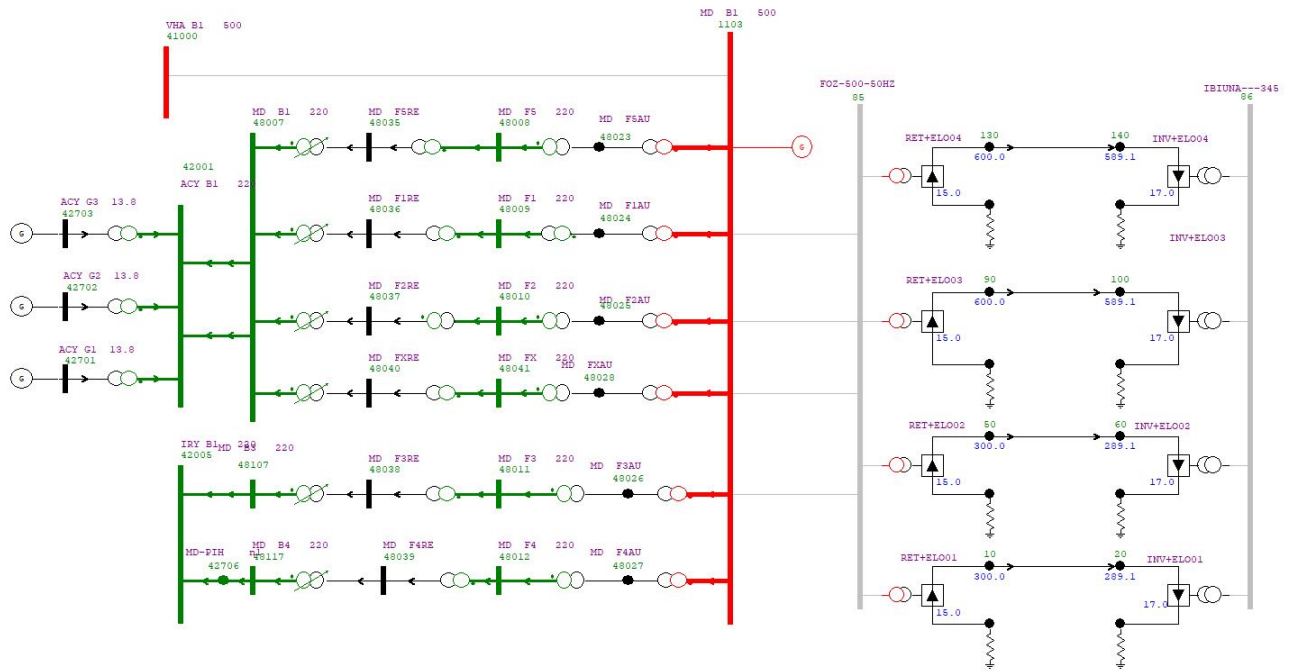 VHA B1 500
41000
MD B1 500
1103
FOZ-500-50HZ
85
IBIUNA---345
86
MD B1 220
48007
MD F5RE
48035
MD F5 220
48008
MD F5AU
48023
G
42001
ACY B1 220
MD F1RE
48036
MD F1 220
48009
MD F1AU
48024
ACY G3 13.8
42703
G
ACY G2 13.8
42702
G
MD F2RE
48037
MD F2 220
48010
MD F2AU
48025
ACY G1 13.8
42701
G
MD FXRE
48040
MD FX 220
48041
MD FXAU
48028
IRY B1 220
42005
MD B3 220
48107
MD F3RE
48038
MD F3 220
48011
MD F3AU
48026
MD-PIH
42706
MD B4 220
48117
MD F4RE
48039
MD F4 220
48012
MD F4AU
48027
RET+ELO04
130
600.0
140
589.1
INV+ELO04
15.0
17.0
INV+ELO03
RET+ELO03
90
600.0
100
589.1
15.0
17.0
RET+ELO02
50
300.0
60
289.1
INV+ELO02
15.0
17.0
RET+ELO01
10
300.0
20
289.1
INV+ELO01
15.0
17.0